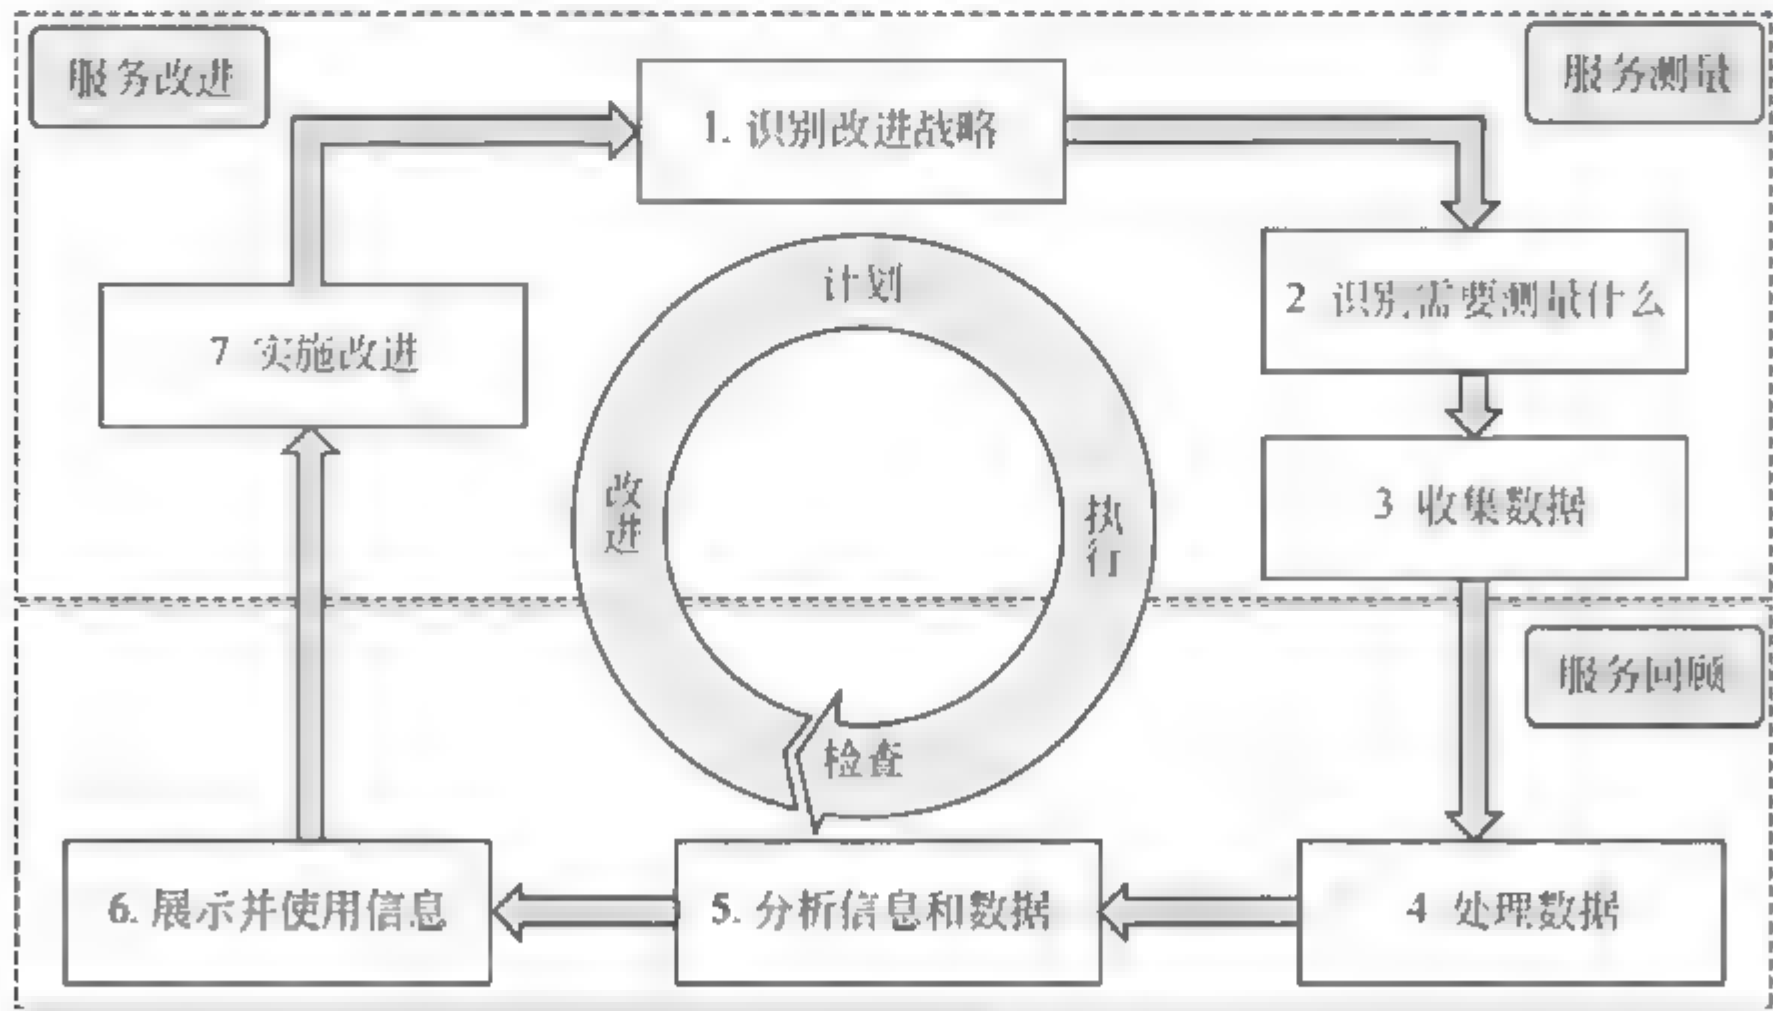 服务改进
服务测量
1. 识别改进战略
2 识别需要测量什么
3 收集数据
服务回顾
4 处理数据
5. 分析信息和数据
6. 展示并使用信息
7 实施改进
计划
执行
检查
改进